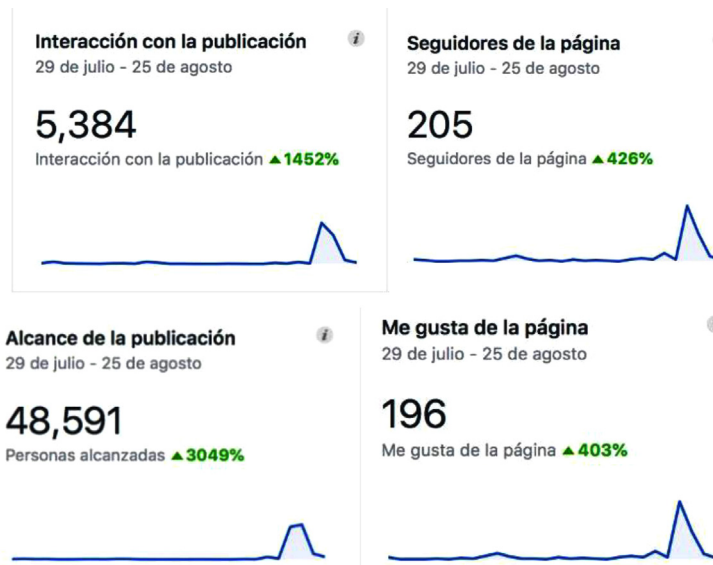 Interacción con la publicación
29 de julio - 25 de agosto
5,384
Interacción con la publicación ▲1452%
Seguidores de la página
29 de julio - 25 de agosto
205
Seguidores de la página ▲426%
Alcance de la publicación
29 de julio - 25 de agosto
48,591
Personas alcanzadas ▲3049%
Me gusta de la página
29 de julio - 25 de agosto
196
Me gusta de la página ▲403%